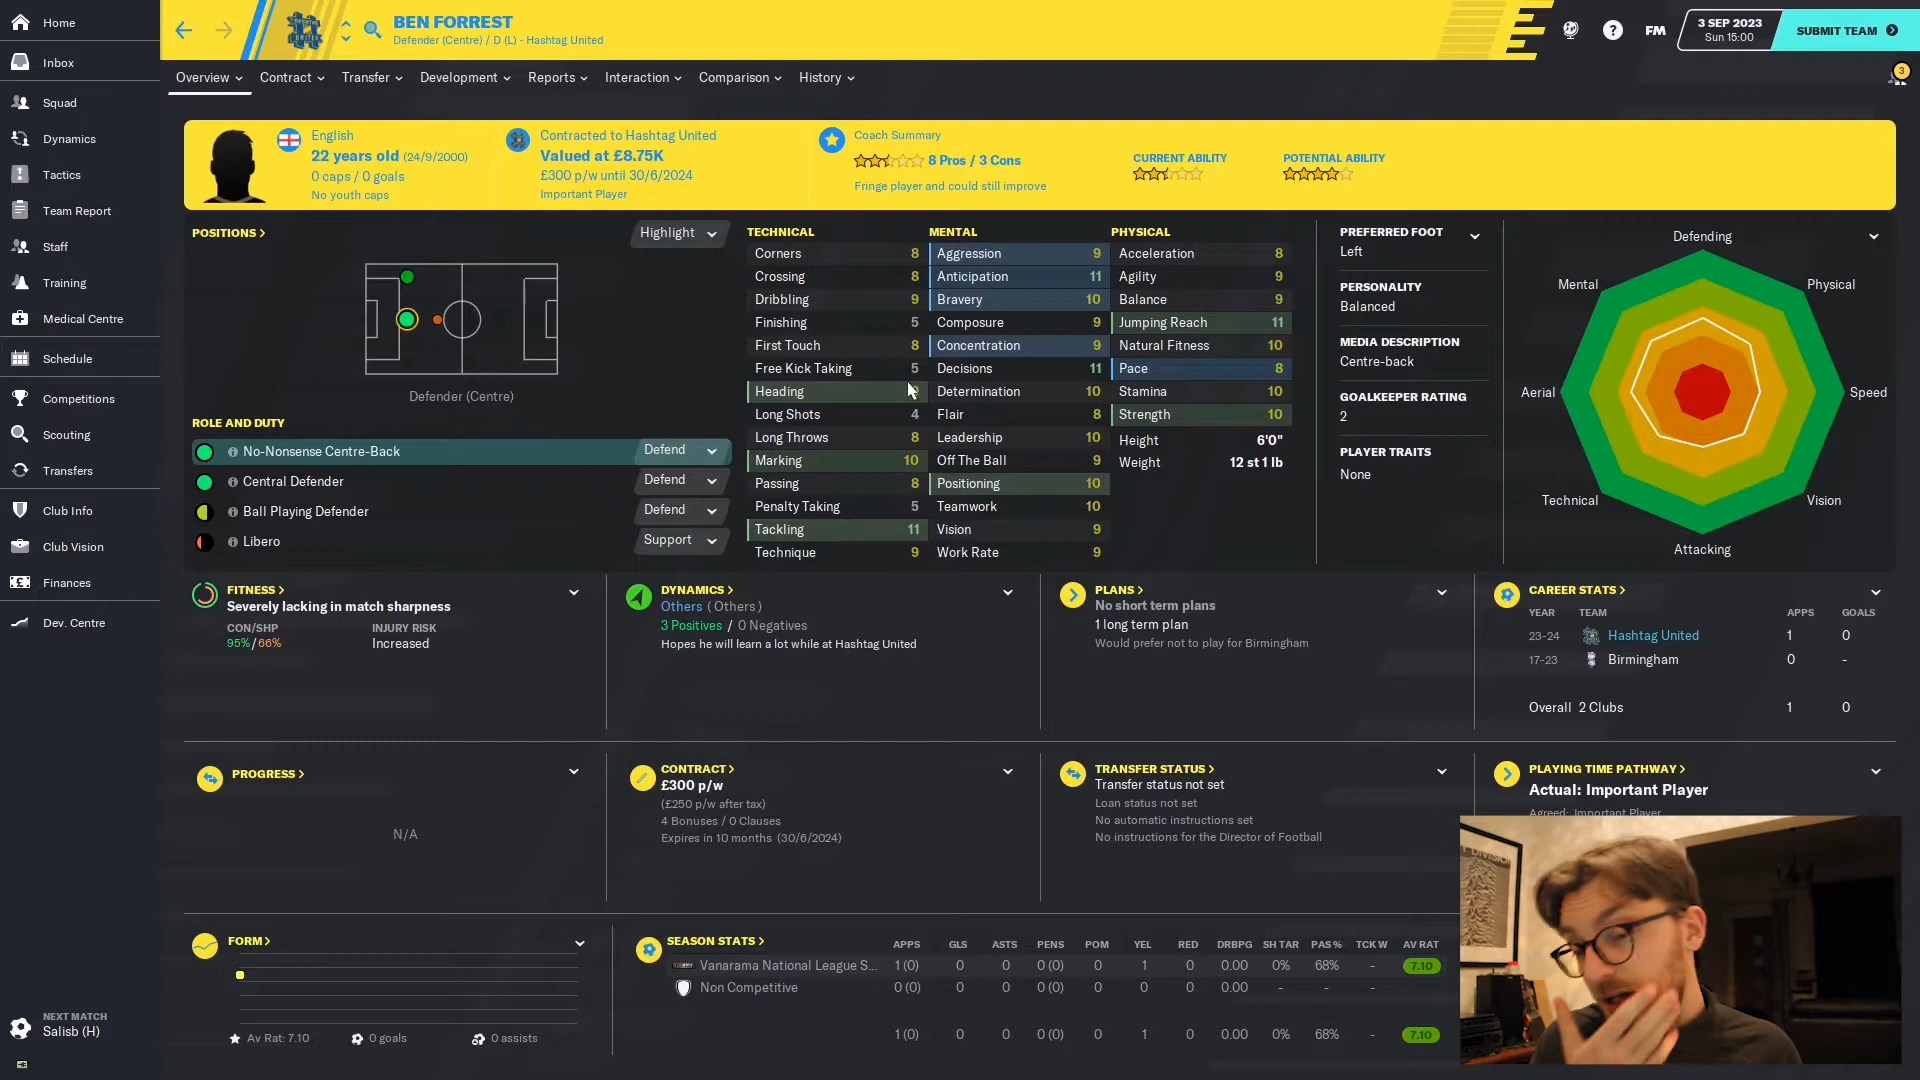 Home
Inbox
Squad
Dynamics
Tactics
Team Report
Staff
Training
Medical Centre
Schedule
Competitions
Scouting
Transfers
Club Info
Club Vision
Finances
Dev. Centre
NEXT MATCH
Salisb (H)
BEN FORREST
Defender (Centre) / D (L) - Hashtag United
FM
3 SEP 2023
Sun 15:00
SUBMIT TEAM
3
Overview Contract Transfer Development Reports Interaction Comparison History
English
22 years old (24/9/2000)
0 caps / 0 goals
No youth caps
Contracted to Hashtag United
Valued at £8.75K
£300 p/w until 30/6/2024
Important Player
Coach Summary
8 Pros / 3 Cons
Fringe player and could still improve
CURRENT ABILITY
POTENTIAL ABILITY
POSITIONS >
Highlight
Defender (Centre)
ROLE AND DUTY
No-Nonsense Centre-Back Defend
Central Defender Defend
Ball Playing Defender Defend
Libero Support
TECHNICAL
Corners 8
Crossing 8
Dribbling 9
Finishing 5
First Touch 8
Free Kick Taking 5
Heading
Long Shots 4
Long Throws 8
Marking 10
Passing 8
Penalty Taking 5
Tackling 11
Technique 9
MENTAL
Aggression 9
Anticipation 11
Bravery 10
Composure 9
Concentration 9
Decisions 11
Determination 10
Flair 8
Leadership 10
Off The Ball 9
Positioning 10
Teamwork 10
Vision 9
Work Rate 9
PHYSICAL
Acceleration 8
Agility 9
Balance 9
Jumping Reach 11
Natural Fitness 10
Pace 8
Stamina 10
Strength 10
Height 6'0"
Weight 12 st 1 lb
PREFERRED FOOT
Left
PERSONALITY
Balanced
MEDIA DESCRIPTION
Centre-back
GOALKEEPER RATING
2
PLAYER TRAITS
None
Defending
Mental Physical
Aerial Speed
Technical Vision
Attacking
FITNESS >
Severely lacking in match sharpness
CON/SHP INJURY RISK
95%/66% Increased
DYNAMICS >
Others (Others)
3 Positives / 0 Negatives
Hopes he will learn a lot while at Hashtag United
PLANS >
No short term plans
1 long term plan
Would prefer not to play for Birmingham
CAREER STATS >
YEAR TEAM APPS GOALS
23-24 Hashtag United 1 0
17-23 Birmingham 0 -
Overall 2 Clubs 1 0
PROGRESS >
N/A
CONTRACT >
£300 p/w
(£250 p/w after tax)
4 Bonuses / 0 Clauses
Expires in 10 months (30/6/2024)
TRANSFER STATUS >
Transfer status not set
Loan status not set
No automatic instructions set
No instructions for the Director of Football
PLAYING TIME PATHWAY >
Actual: Important Player
Agreed: Important Player
FORM >
Av Rat: 7.10 0 goals 0 assists
SEASON STATS > APPS GLS ASTS PENS POM YEL RED DRBPG SH TAR PAS % TCK W AV RAT
Vanarama National League S... 1 (0) 0 0 0 (0) 0 1 0 0.00 0% 68% - 7.10
Non Competitive 0 (0) 0 0 0 (0) 0 0 0 0.00 - - -
1 (0) 0 0 0 (0) 0 1 0 0.00 0% 68% - 7.10